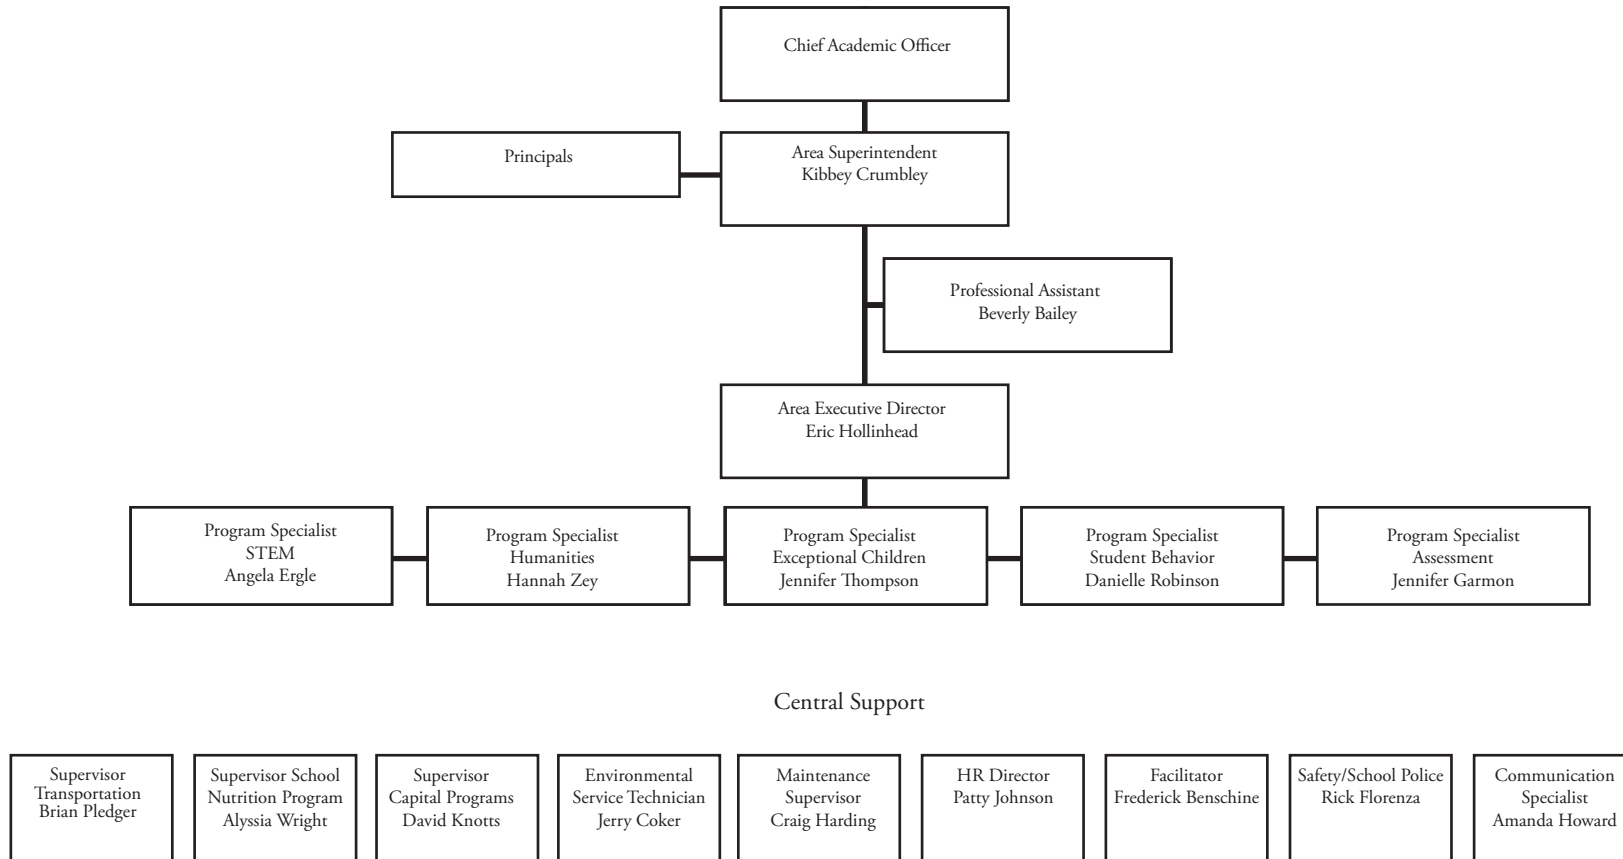 Chief Academic Officer
Principals
Area Superintendent
Kibbey Crumbley
Professional Assistant
Beverly Bailey
Area Executive Director
Eric Hollinhead
Program Specialist
STEM
Angela Ergle
Program Specialist
Humanities
Hannah Zey
Program Specialist
Exceptional Children
Jennifer Thompson
Program Specialist
Student Behavior
Danielle Robinson
Program Specialist
Assessment
Jennifer Garmon
Central Support
Supervisor
Transportation
Brian Pledger
Supervisor School
Nutrition Program
Alyssia Wright
Supervisor
Capital Programs
David Knotts
Environmental
Service Technician
Jerry Coker
Maintenance
Supervisor
Craig Harding
HR Director
Patty Johnson
Facilitator
Frederick Benschine
Safety/School Police
Rick Florenza
Communication
Specialist
Amanda Howard